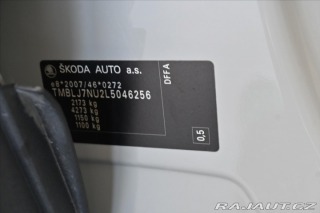 ŠKODA AUTO a.s.
e8*2007/46*0272
TMBLJ7NU2L5046256
2173 kg
4273 kg
1150 kg
1100 kg
DFFA
0,5
RAJAUT.CZ